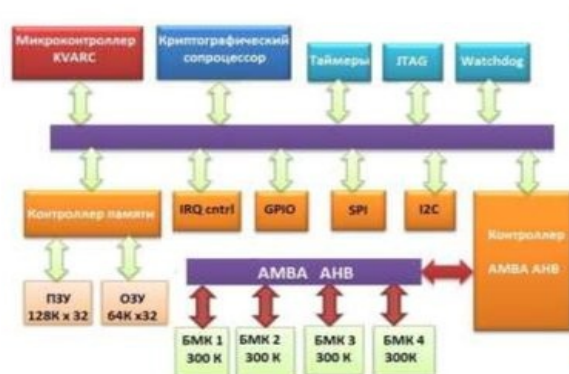 Микроконтроллер
KVARC
Криптографический
сопроцессор
Таймеры
JTAG
Watchdog
Контроллер памяти
IRQ cntrl
GPIO
SPI
I2C
Контроллер
AMBA AHB
AMBA AHB
ПЗУ
128К х 32
ОЗУ
64К х32
БМК 1
300 К
БМК 2
300 К
БМК 3
300 К
БМК 4
300К